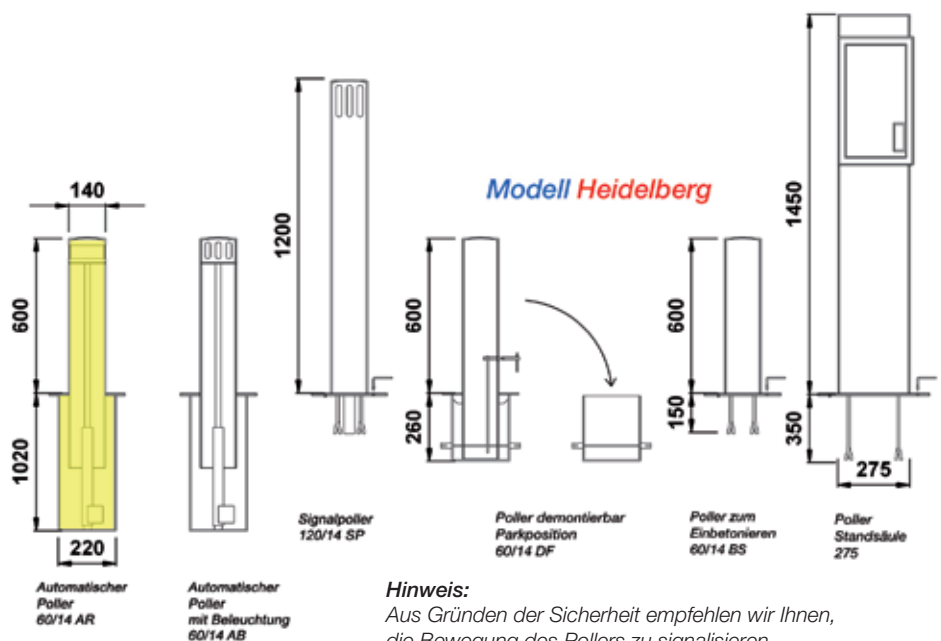 140
600
1020
220
Automatischer
Poller
60/14 AR
Automatischer
Poller
mit Beleuchtung
60/14 AB
1200
Signalpoller
120/14 SP
Modell Heidelberg
600
260
Poller demontierbar
Parkposition
60/14 DF
600
150
Poller zum
Einbetonieren
60/14 BS
1450
350
275
Poller
Standsäule
275
Hinweis:
Aus Gründen der Sicherheit empfehlen wir Ihnen,
die Bewegung des Pollers zu signalisieren